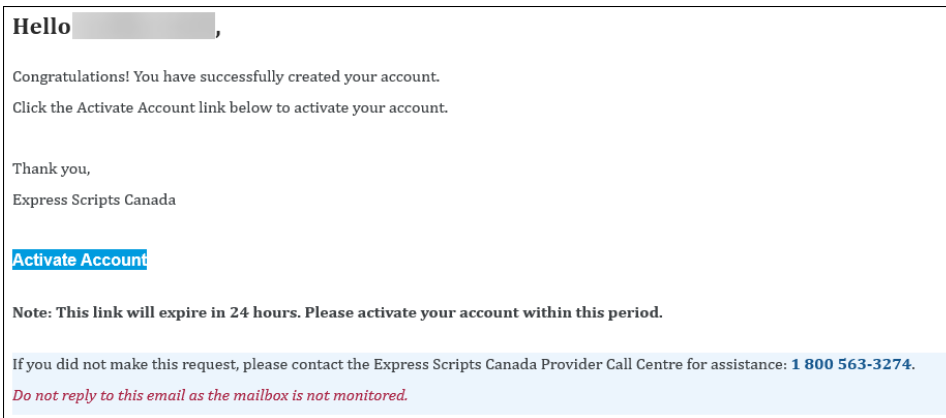 Hello ,
Congratulations! You have successfully created your account.
Click the Activate Account link below to activate your account.
Thank you,
Express Scripts Canada
Activate Account
Note: This link will expire in 24 hours. Please activate your account within this period.
If you did not make this request, please contact the Express Scripts Canada Provider Call Centre for assistance: 1 800 563-3274.
Do not reply to this email as the mailbox is not monitored.